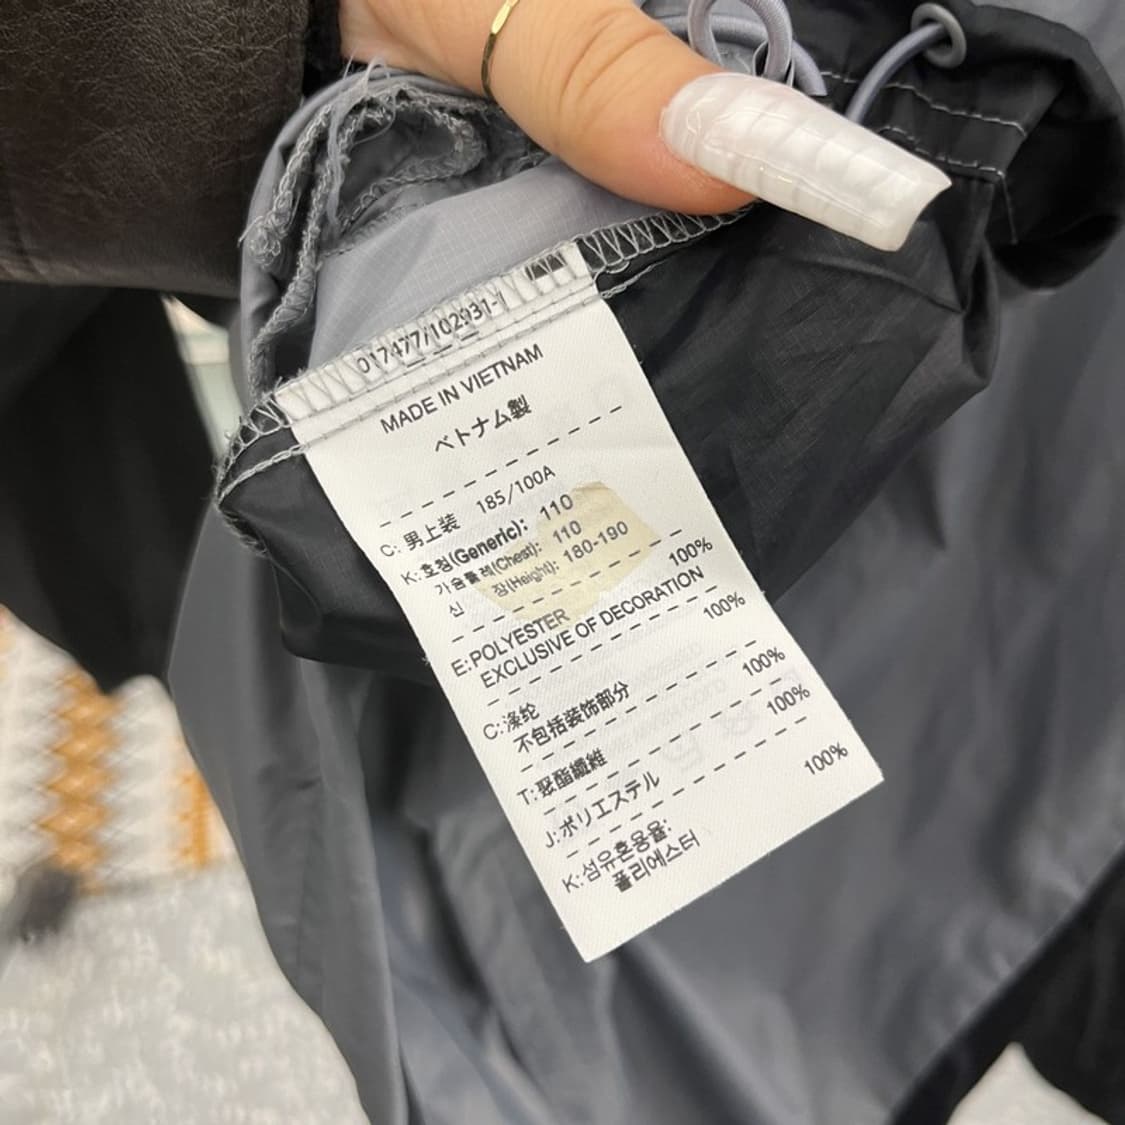 017477/102931-1
MADE IN VIETNAM
ベトナム製
C: 男上装 185/100A
K: 호칭(Generic): 110
가슴둘레(Chest): 110
신 장(Height): 180-190
E: POLYESTER 100%
EXCLUSIVE OF DECORATION
C: 涤纶 100%
不包括装饰部分
T: 聚酯纖維 100%
J: ポリエステル 100%
K: 섬유혼용율: 
폴리에스터 100%